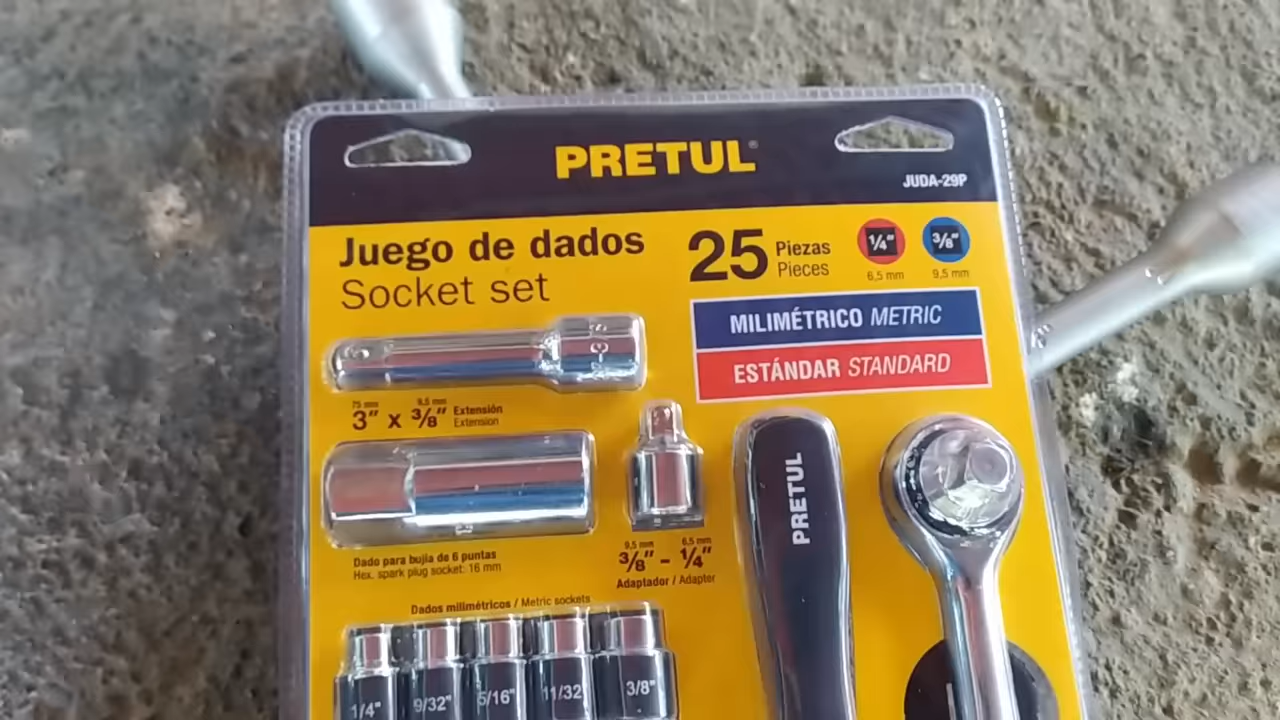 PRETUL®
JUDA-29P
Juego de dados
Socket set
25 Piezas
Pieces
1/4"
6,5 mm
3/8"
9,5 mm
MILIMÉTRICO METRIC
ESTÁNDAR STANDARD
75 mm 9,5 mm
3" x 3/8" Extensión
Extension
PRETUL
Dado para bujía de 6 puntas
Hex. spark plug socket: 16 mm
9,5 mm 6,5 mm
3/8" - 1/4"
Adaptador / Adapter
Dados milimétricos / Metric sockets
1/4" 9/32" 5/16" 11/32 3/8"